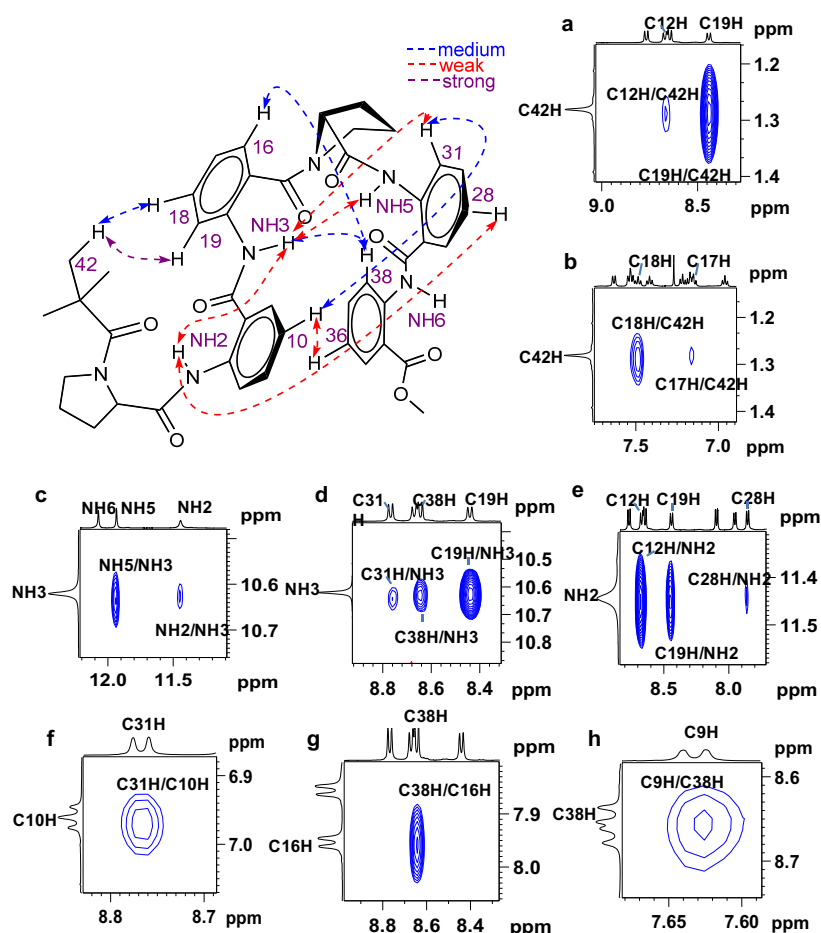 medium
weak
strong
H
H
16
N
O
H
31
N
H
NH5
28
H
H
18
19
H
42
H
H
NH3
N
H
O
O
O
H
38
N
H
NH6
O
NH2
H
N
H
10
36
H
O
O
N
O
a
C12H C19H
ppm
C42H
C12H/C42H
C19H/C42H
1.2
1.3
1.4
9.0 8.5
ppm
b
C18H C17H
ppm
C42H
C18H/C42H
C17H/C42H
1.2
1.3
1.4
7.5 7.0
ppm
c
NH6 NH5 NH2
ppm
NH3
NH5/NH3
NH2/NH3
10.6
10.7
12.0 11.5
ppm
d
C31 C38H C19H
H
ppm
NH3
C31H/NH3
C19H/NH3
C38H/NH3
10.5
10.6
10.7
10.8
8.8 8.6 8.4
ppm
e
C12H C19H C28H
ppm
NH2
C12H/NH2
C28H/NH2
C19H/NH2
11.4
11.5
8.5 8.0
ppm
f
C31H
ppm
C10H
C31H/C10H
6.9
7.0
8.8 8.7
ppm
g
C38H
ppm
C16H
C38H/C16H
7.9
8.0
8.8 8.6 8.4
ppm
h
C9H
ppm
C38H
C9H/C38H
8.6
8.7
7.65 7.60
ppm